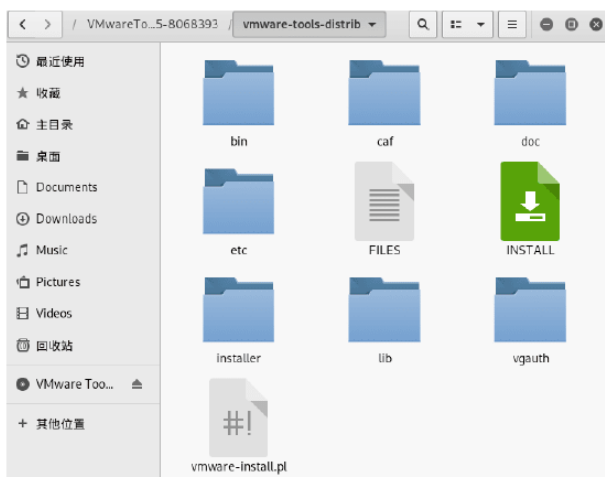 / VMwareTo...5-8068393 / vmware-tools-distrib
最近使用
收藏
主目录
桌面
Documents
Downloads
Music
Pictures
Videos
回收站
VMware Too...
+ 其他位置
bin
caf
doc
etc
FILES
INSTALL
installer
lib
vgauth
#!
vmware-install.pl